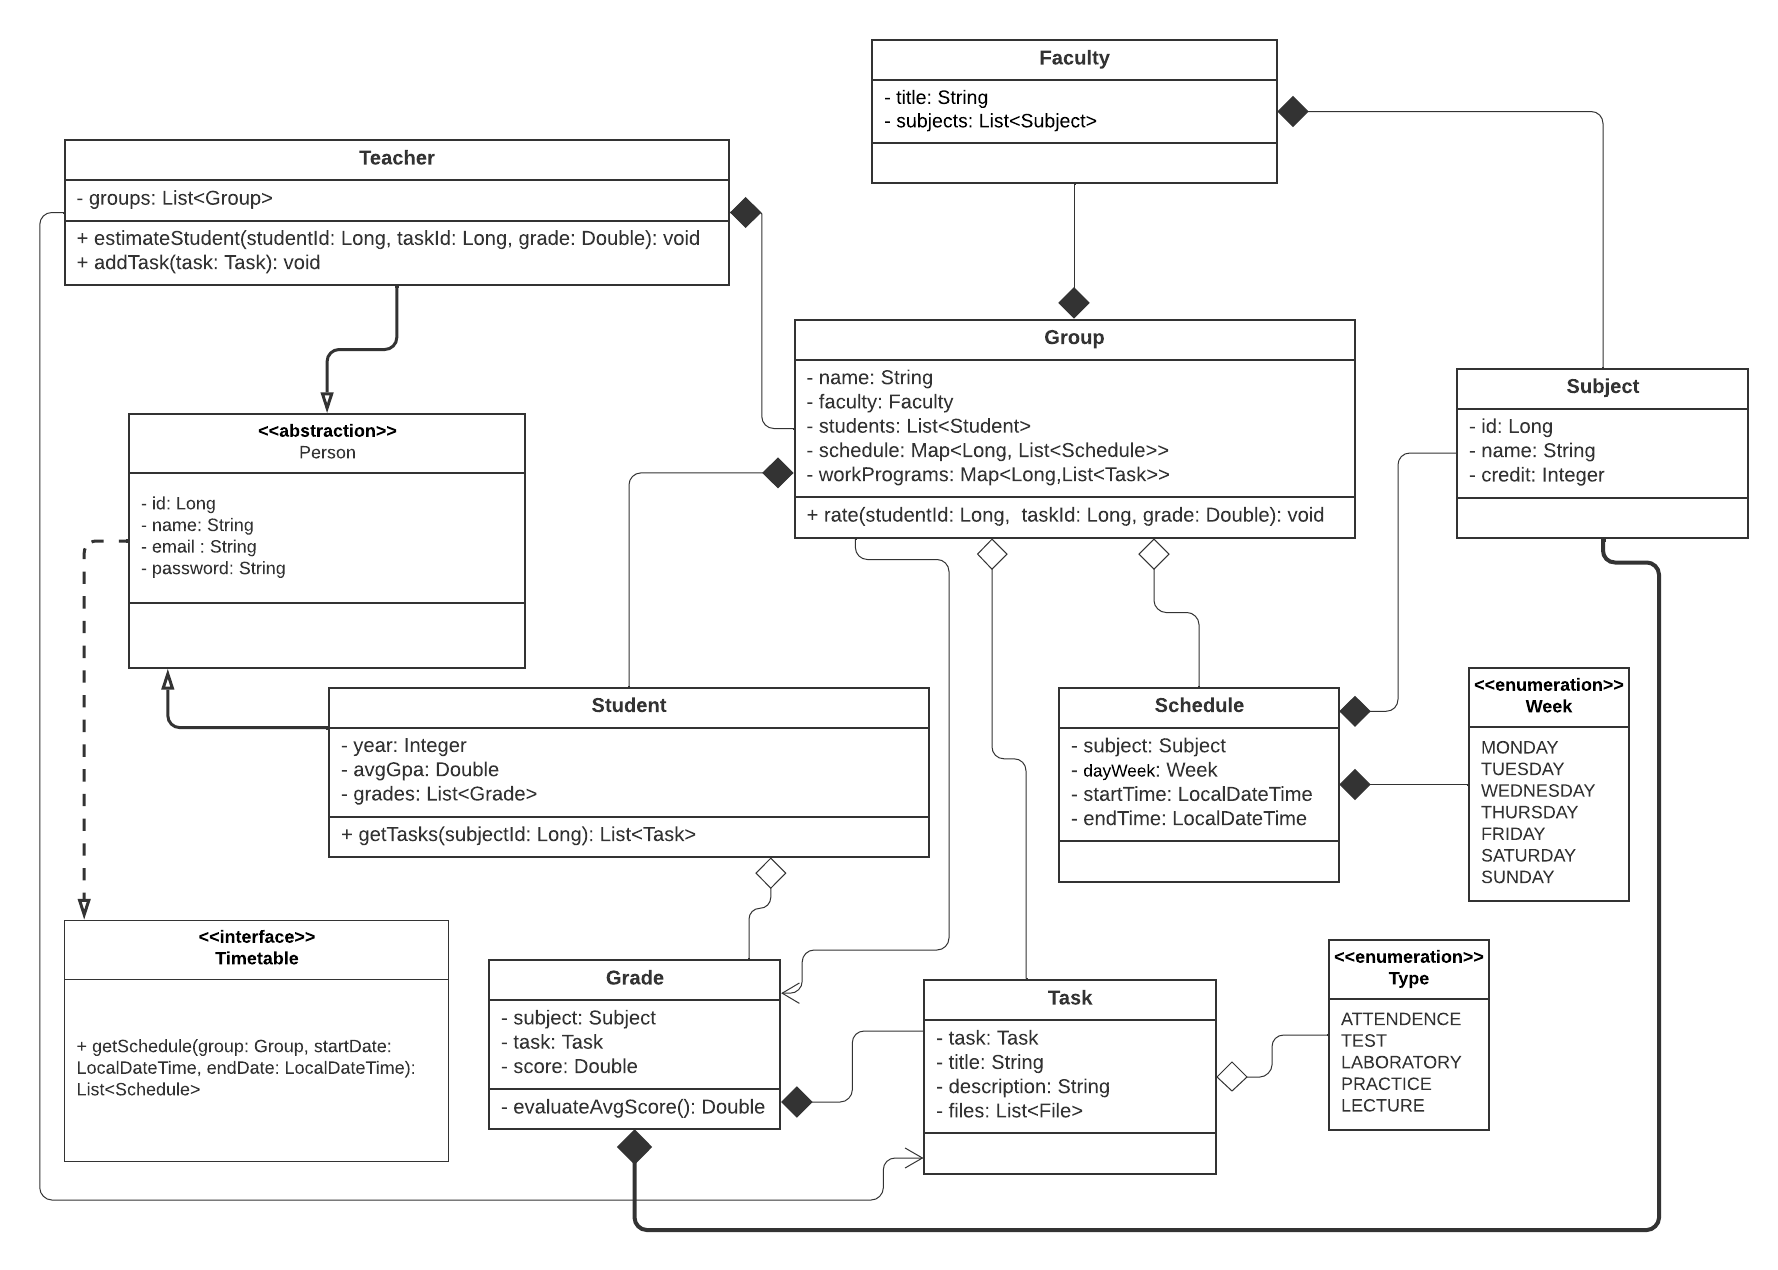 Faculty
- title: String
- subjects: List<Subject>
Teacher
- groups: List<Group>
+ estimateStudent(studentId: Long, taskId: Long, grade: Double): void
+ addTask(task: Task): void
Group
- name: String
- faculty: Faculty
- students: List<Student>
- schedule: Map<Long, List<Schedule>>
- workPrograms: Map<Long,List<Task>>
+ rate(studentId: Long,  taskId: Long, grade: Double): void
Subject
- id: Long
- name: String
- credit: Integer
<<abstraction>>
Person
- id: Long
- name: String
- email : String
- password: String
Student
- year: Integer
- avgGpa: Double
- grades: List<Grade>
+ getTasks(subjectId: Long): List<Task>
Schedule
- subject: Subject
- dayWeek: Week
- startTime: LocalDateTime
- endTime: LocalDateTime
<<enumeration>>
Week
MONDAY
TUESDAY
WEDNESDAY
THURSDAY
FRIDAY
SATURDAY
SUNDAY
<<interface>>
Timetable
+ getSchedule(group: Group, startDate:
LocalDateTime, endDate: LocalDateTime):
List<Schedule>
Grade
- subject: Subject
- task: Task
- score: Double
- evaluateAvgScore(): Double
Task
- task: Task
- title: String
- description: String
- files: List<File>
<<enumeration>>
Type
ATTENDENCE
TEST
LABORATORY
PRACTICE
LECTURE